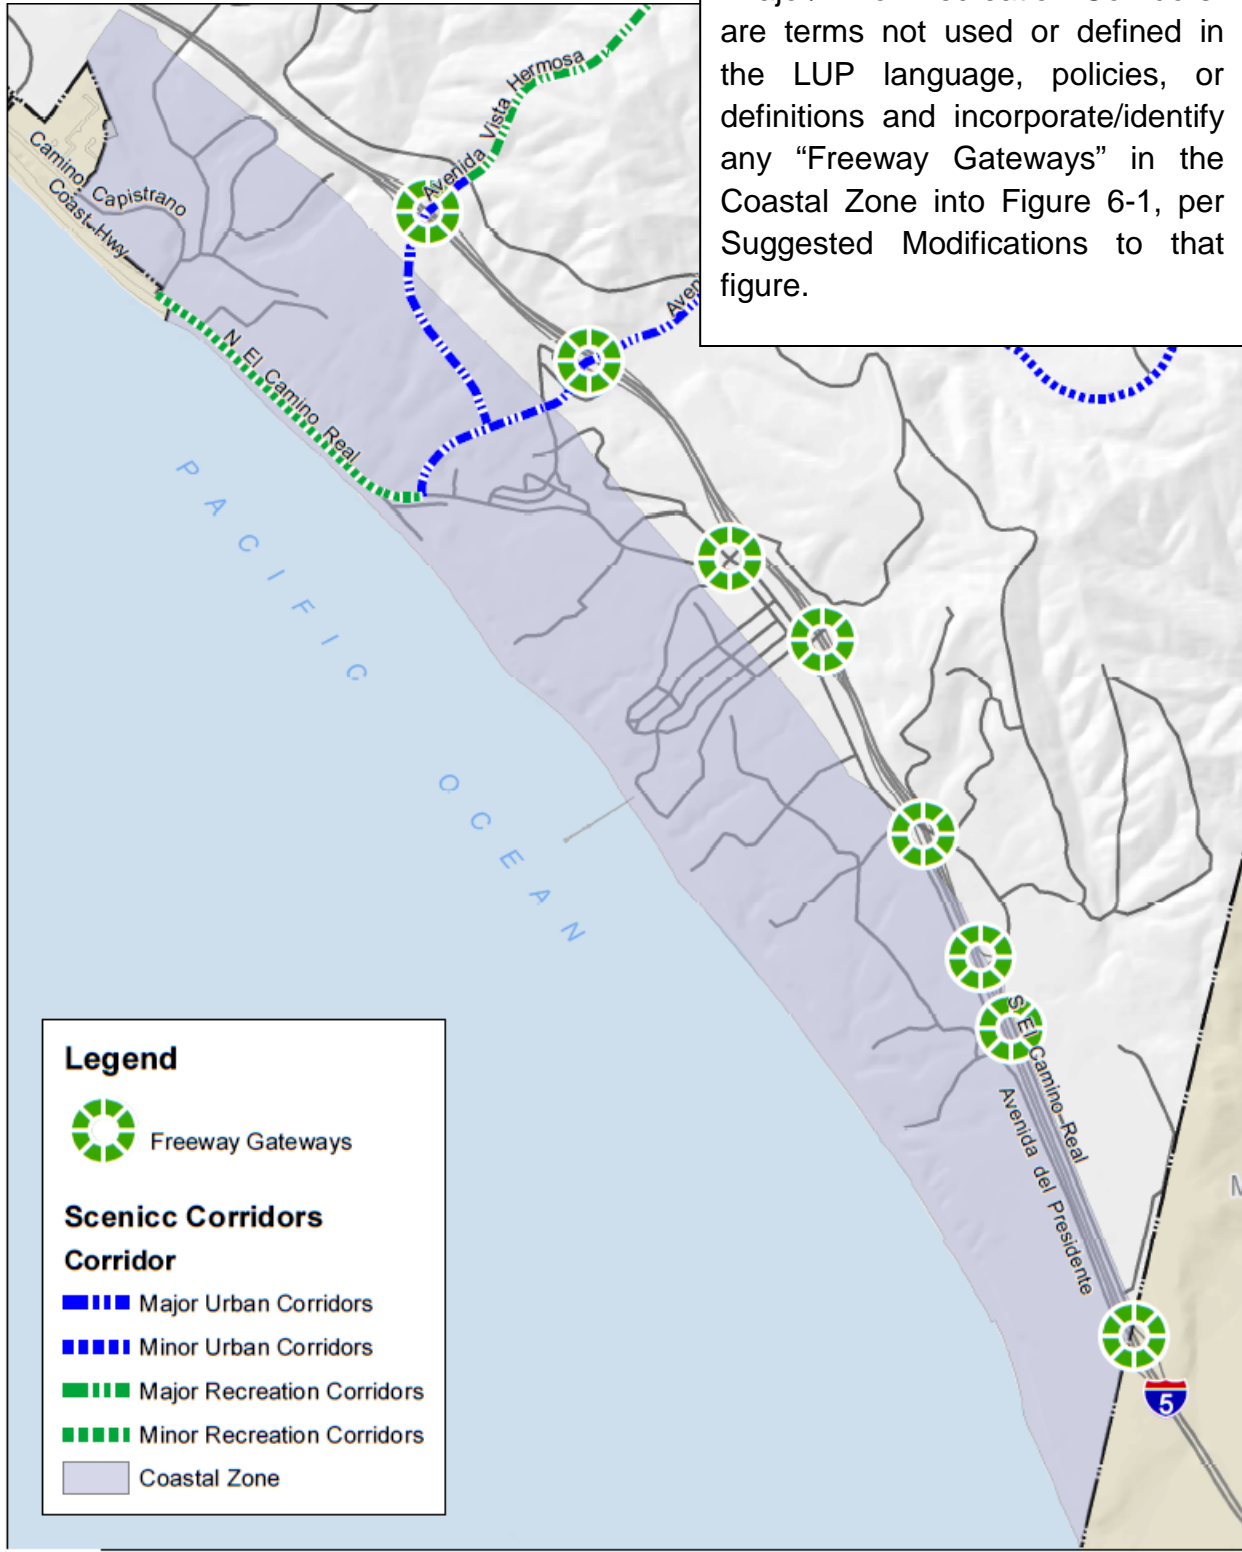 are terms not used or defined in
the LUP language, policies, or
definitions and incorporate/identify
any “Freeway Gateways” in the
Coastal Zone into Figure 6-1, per
Suggested Modifications to that
figure.
Avenida Vista Hermosa
Camino Capistrano
Coast Hwy
N El Camino Real
PACIFIC OCEAN
S El Camino Real
Avenida del Presidente
5
Legend
Freeway Gateways
Scenicc Corridors
Corridor
Major Urban Corridors
Minor Urban Corridors
Major Recreation Corridors
Minor Recreation Corridors
Coastal Zone